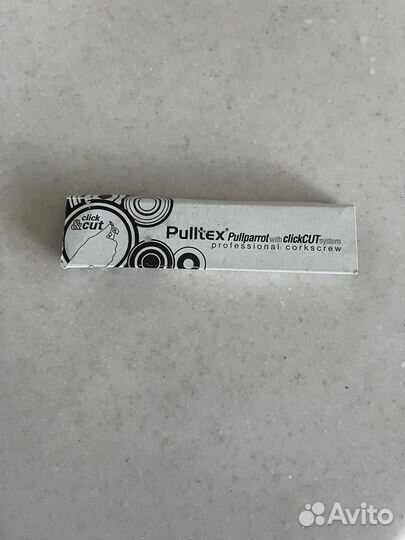 click
&cut
Pulltex® Pullparrot with clickCUT system
professional corkscrew
Avito